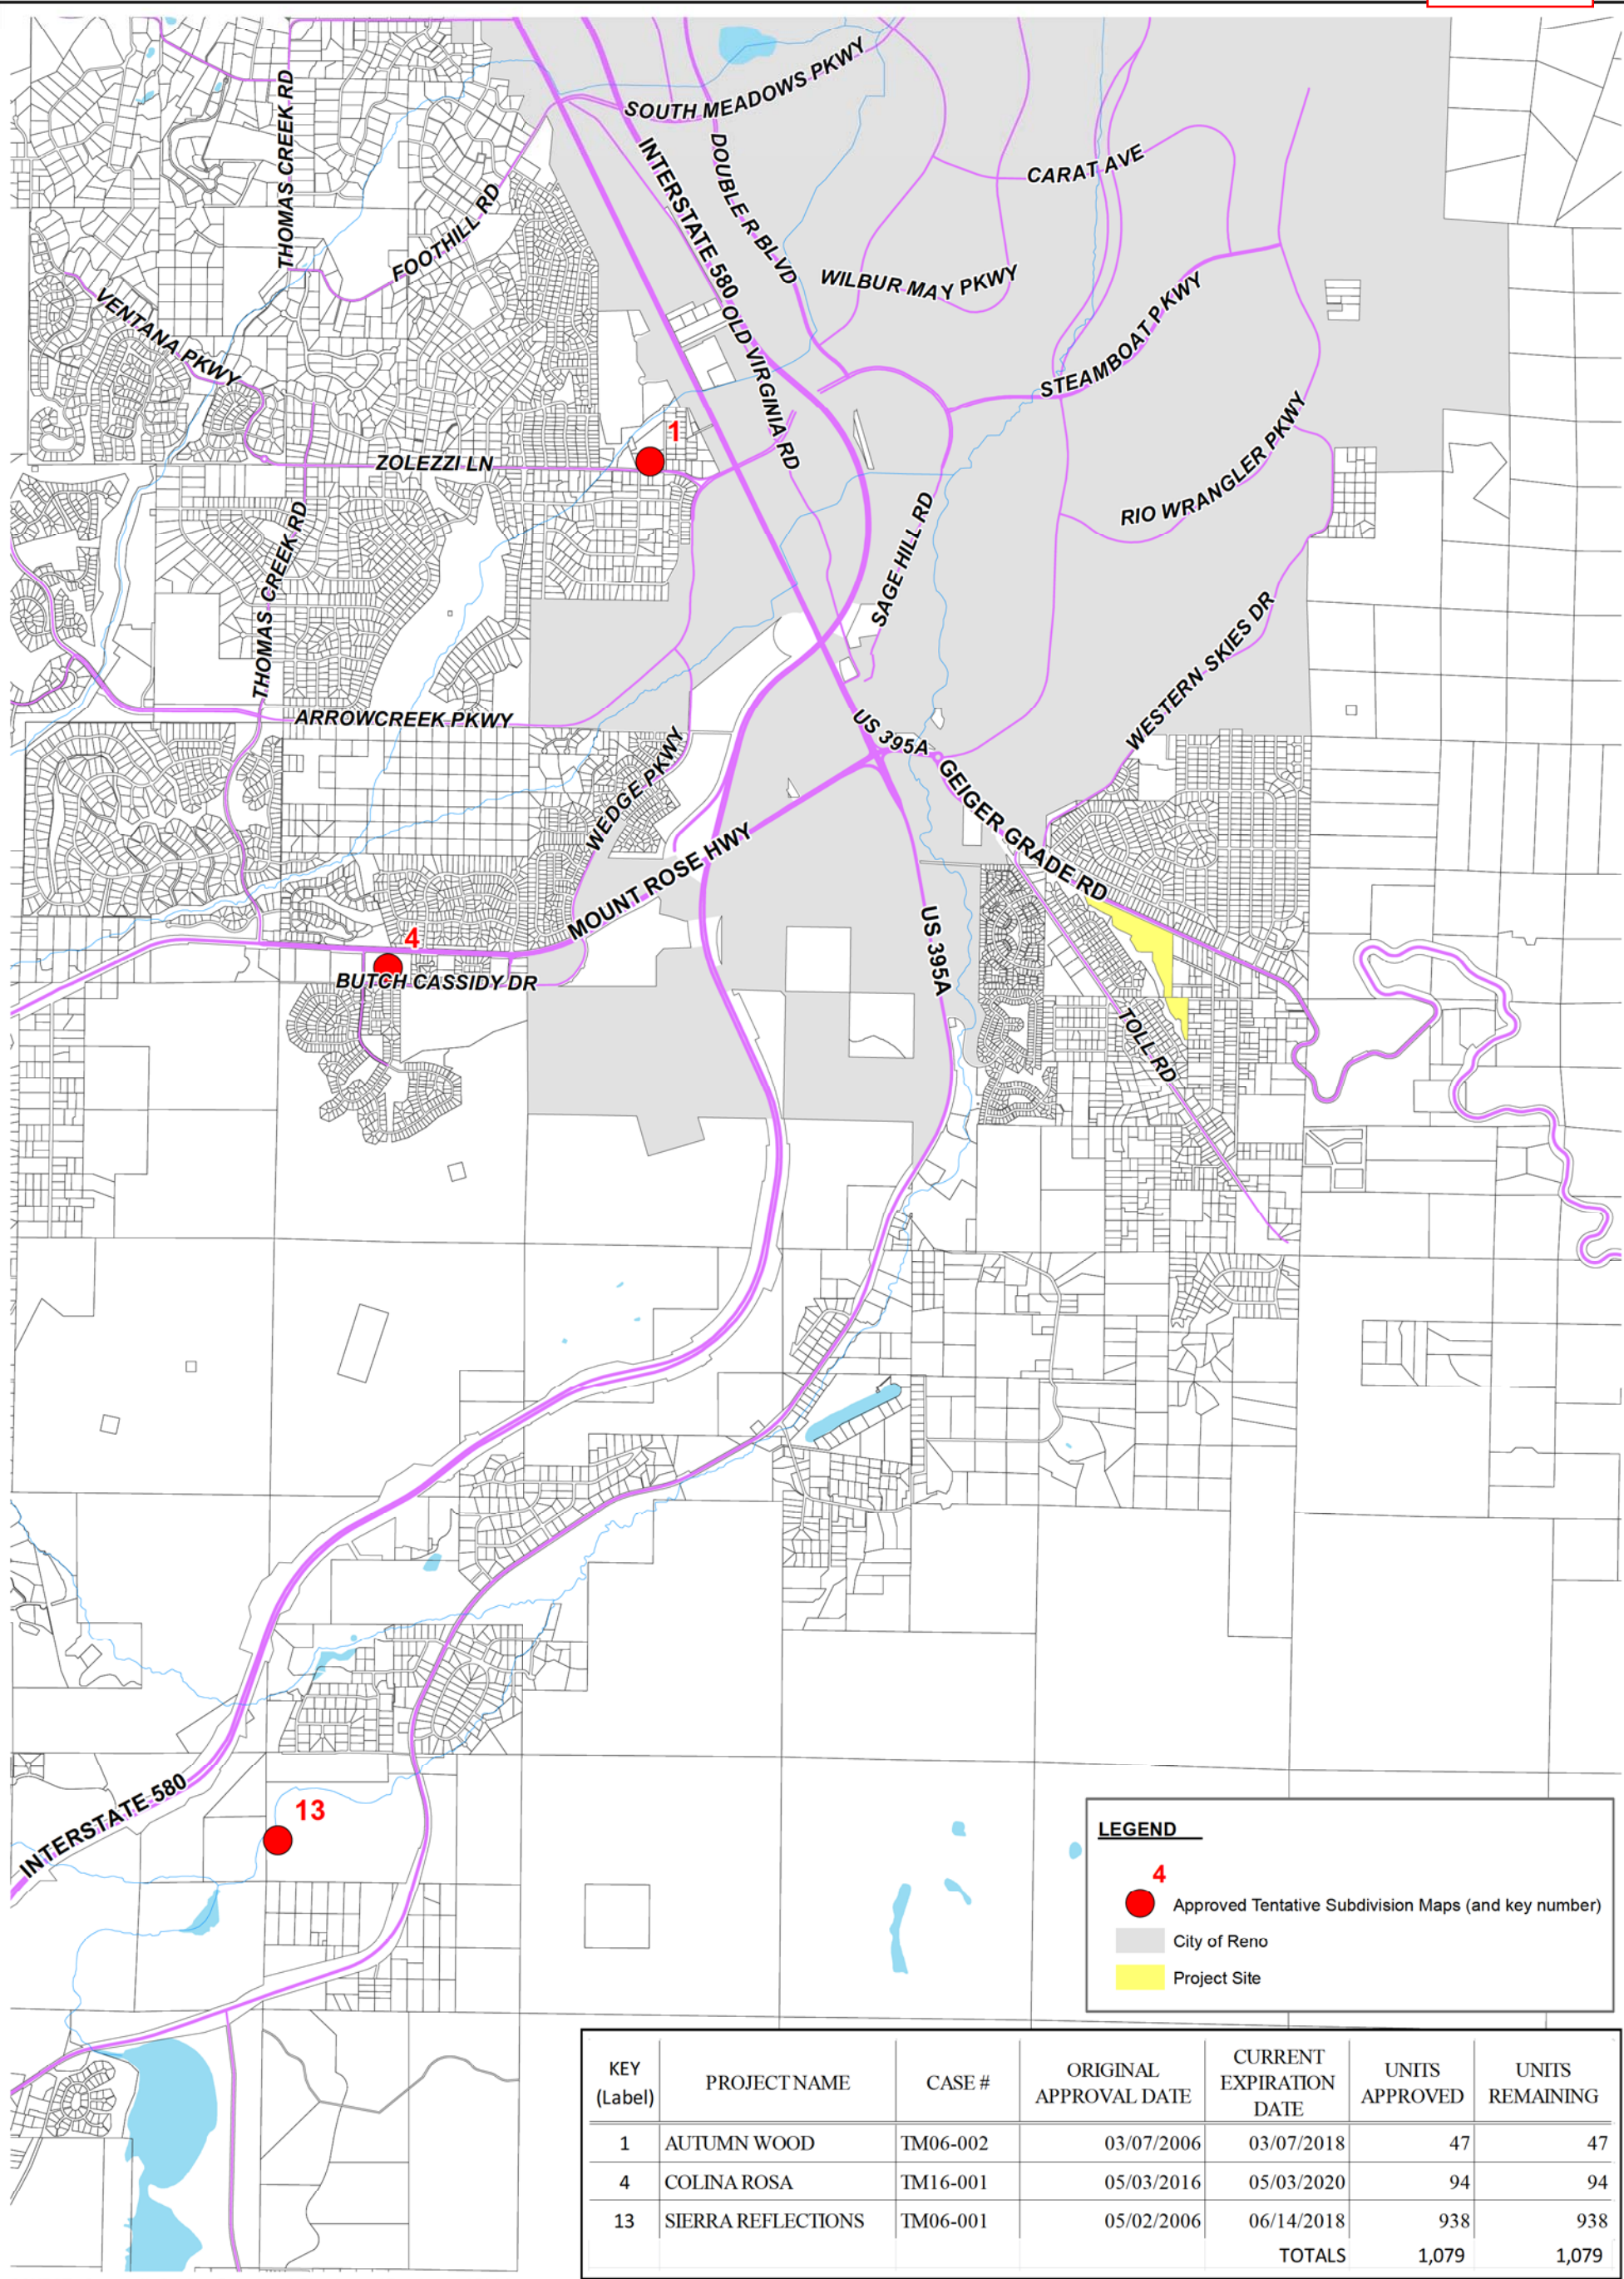 SOUTH MEADOWS PKWY
THOMAS CREEK RD
INTERSTATE 580
DOUBLE R BLVD
CARAT AVE
FOOTHILL RD
WILBUR MAY PKWY
VENTANA PKWY
OLD VIRGINIA RD
STEAMBOAT PKWY
1
ZOLEZZI LN
RIO WRANGLER PKWY
SAGE HILL RD
THOMAS CREEK RD
WESTERN SKIES DR
ARROWCREEK PKWY
US 395A
WEDGE PKWY
GEIGER GRADE RD
MOUNT ROSE HWY
4
US 395A
BUTCH CASSIDY DR
TOLL RD
INTERSTATE 580
13
LEGEND
4
Approved Tentative Subdivision Maps (and key number)
City of Reno
Project Site
KEY (Label) PROJECT NAME CASE # ORIGINAL APPROVAL DATE CURRENT EXPIRATION DATE UNITS APPROVED UNITS REMAINING
1 AUTUMN WOOD TM06-002 03/07/2006 03/07/2018 47 47
4 COLINA ROSA TM16-001 05/03/2016 05/03/2020 94 94
13 SIERRA REFLECTIONS TM06-001 05/02/2006 06/14/2018 938 938
TOTALS 1,079 1,079